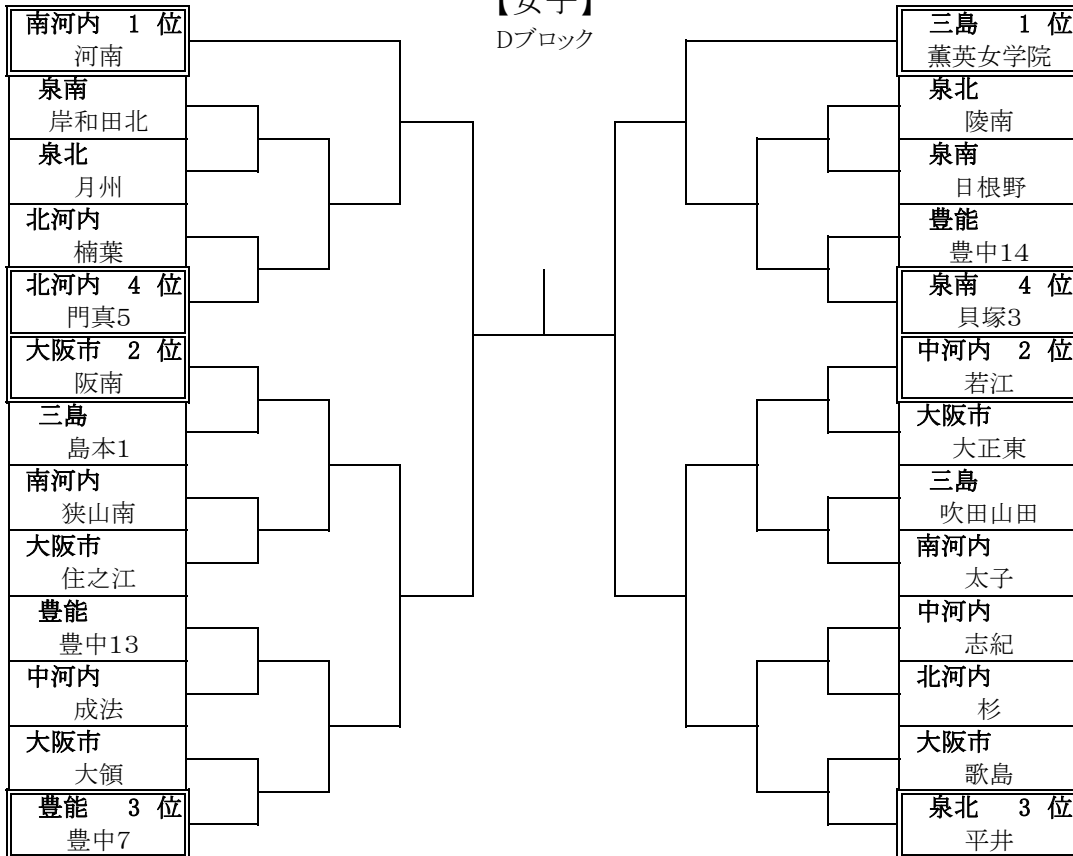 【女子】
Dブロック
南河内 1 位
河南
泉南
岸和田北
泉北
月州
北河内
楠葉
北河内 4 位
門真5
大阪市 2 位
阪南
三島
島本1
南河内
狭山南
大阪市
住之江
豊能
豊中13
中河内
成法
大阪市
大領
豊能 3 位
豊中7
三島 1 位
薫英女学院
泉北
陵南
泉南
日根野
豊能
豊中14
泉南 4 位
貝塚3
中河内 2 位
若江
大阪市
大正東
三島
吹田山田
南河内
太子
中河内
志紀
北河内
杉
大阪市
歌島
泉北 3 位
平井